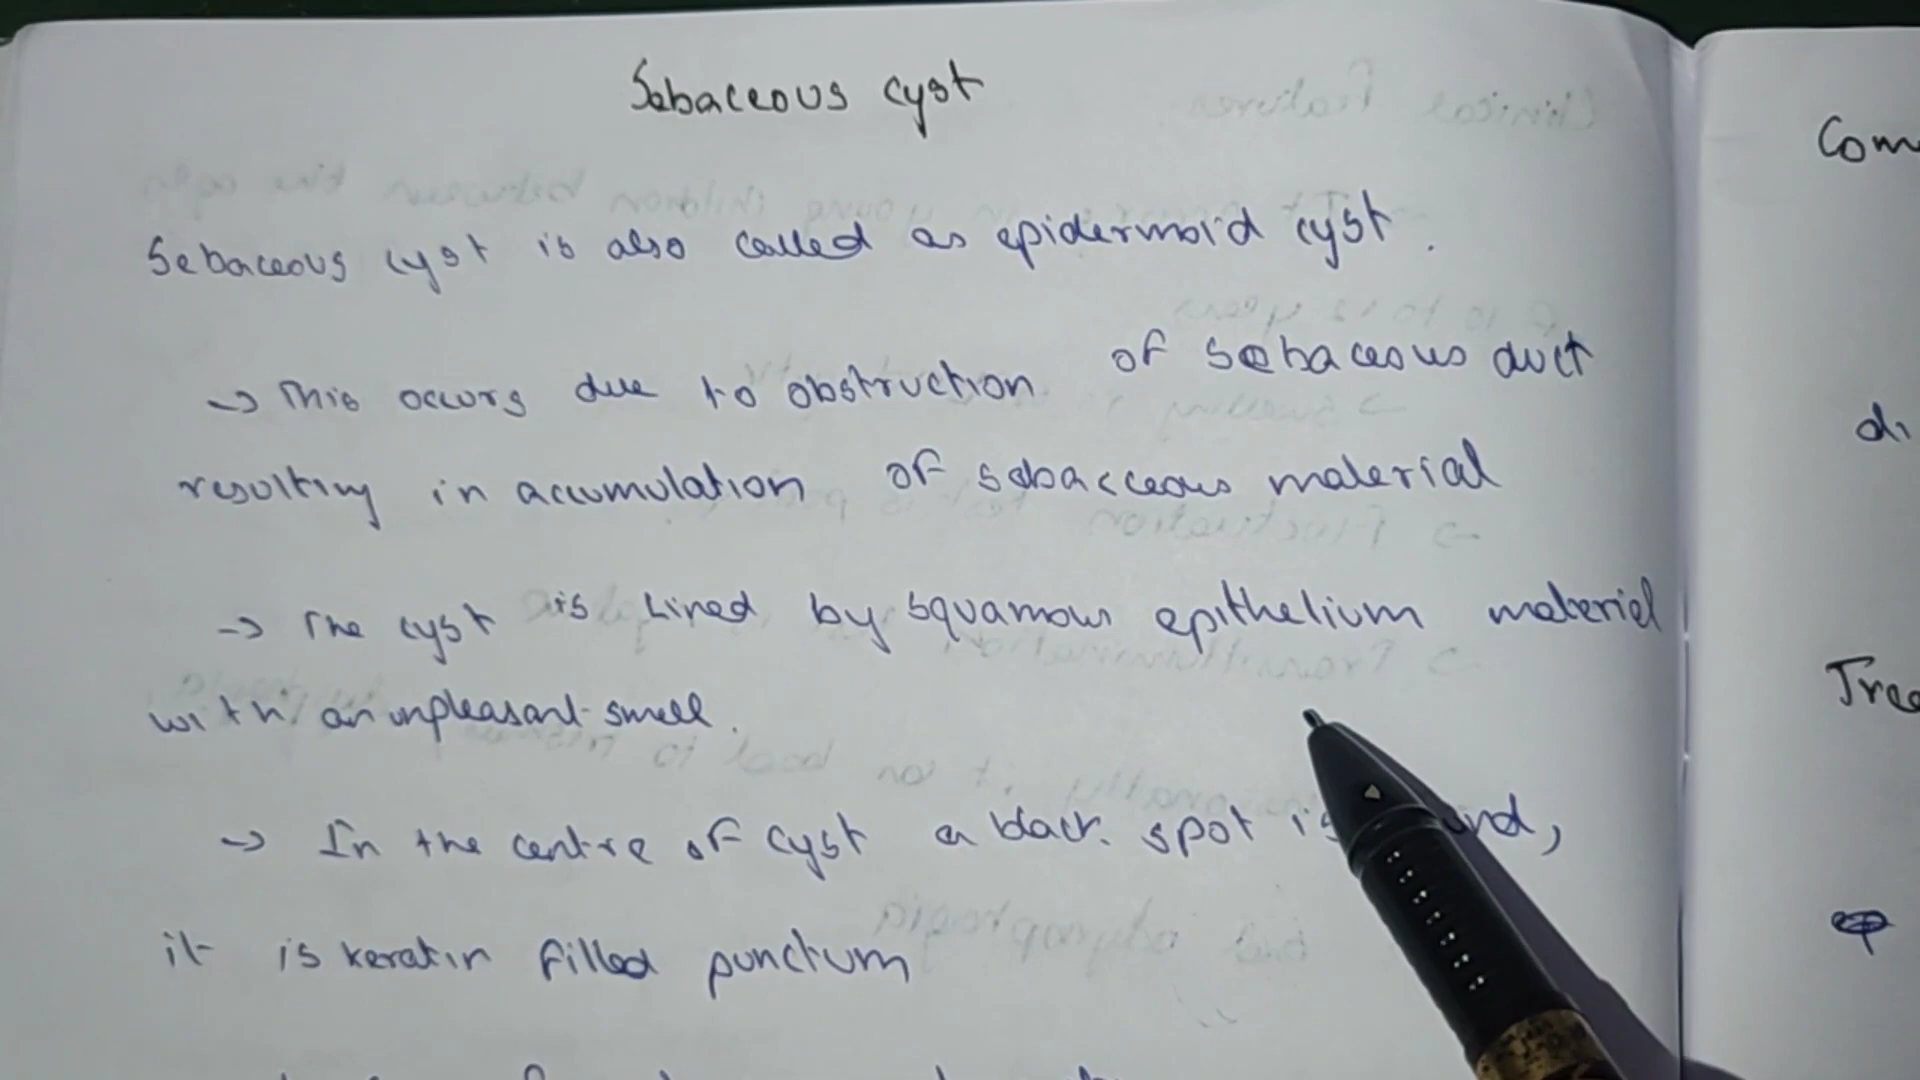 Sebaceous cyst
Sebaceous cyst is also called as epidermoid cyst.
→ This occurs due to obstruction of sebaceous duct
resulting in accumulation of sebacceous material
→ The cyst is Lined by squamous epithelium material
with an unpleasant smell.
→ In the centre of cyst a black spot is
it is keratin filled punctum
Com
di
Trea